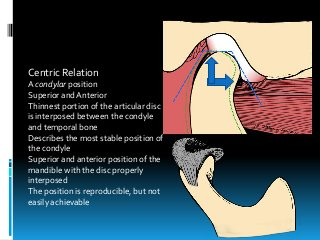 Centric Relation
A condylar position
Superior and Anterior
Thinnest portion of the articular disc
is interposed between the condyle
and temporal bone
Describes the most stable position of
the condyle
Superior and anterior position of the
mandible with the disc properly
interposed
The position is reproducible, but not
easily achievable